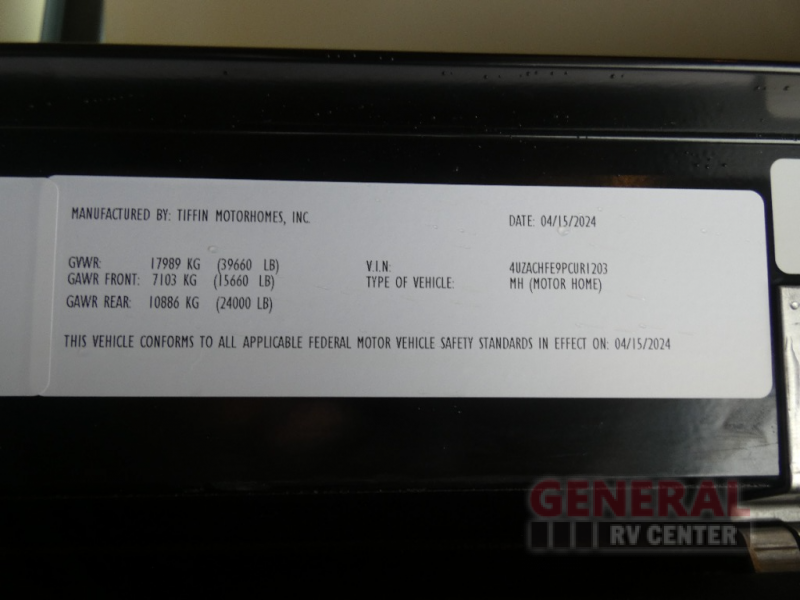 MANUFACTURED BY: TIFFIN MOTORHOMES, INC. DATE: 04/15/2024
GVWR: 17989 KG (39660 LB) V.I.N: 4UZACHFE9PCUR1203
GAWR FRONT: 7103 KG (15660 LB) TYPE OF VEHICLE: MH (MOTOR HOME)
GAWR REAR: 10886 KG (24000 LB)
THIS VEHICLE CONFORMS TO ALL APPLICABLE FEDERAL MOTOR VEHICLE SAFETY STANDARDS IN EFFECT ON: 04/15/2024
GENERAL
RV CENTER